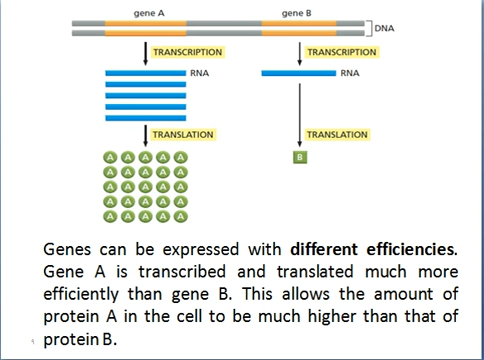 gene A gene B
DNA
TRANSCRIPTION TRANSCRIPTION
RNA RNA
TRANSLATION TRANSLATION
A A A A A B
A A A A A
A A A A A
A A A A A
A A A A A
Genes can be expressed with different efficiencies.
Gene A is transcribed and translated much more
efficiently than gene B. This allows the amount of
protein A in the cell to be much higher than that of
protein B.